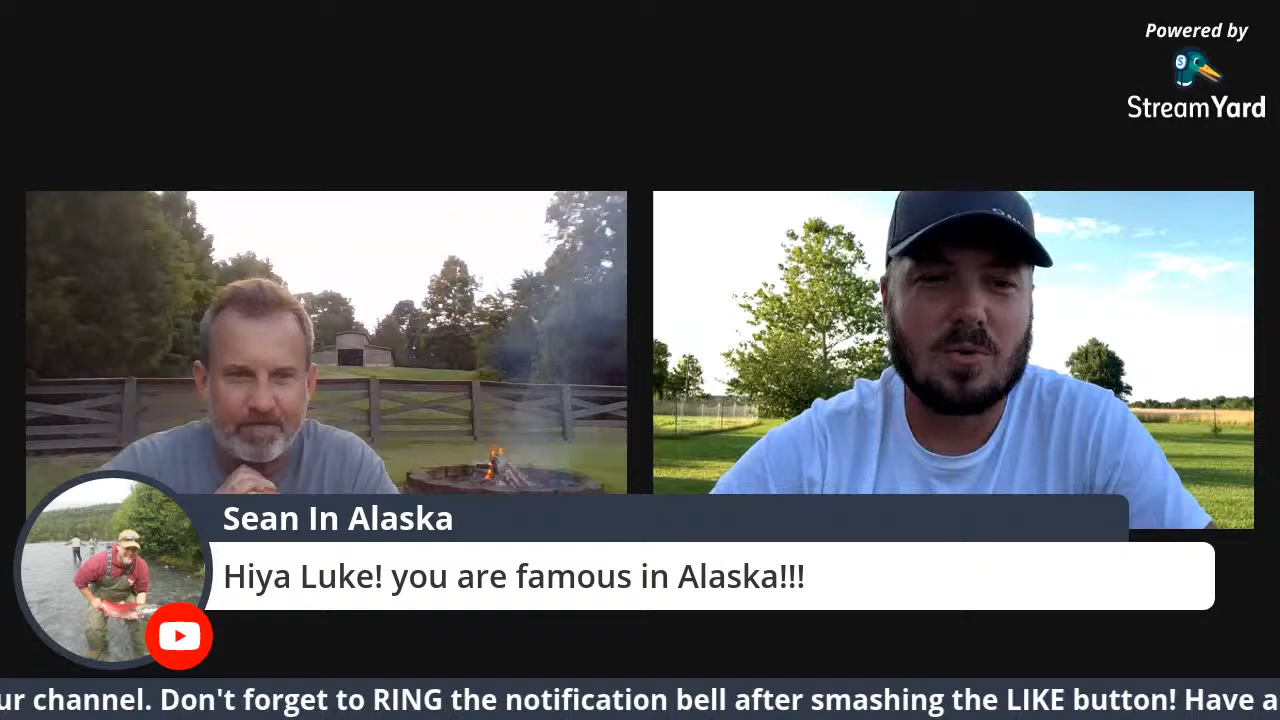 Powered by
StreamYard
Sean In Alaska
Hiya Luke! you are famous in Alaska!!!
ur channel. Don't forget to RING the notification bell after smashing the LIKE button! Have a